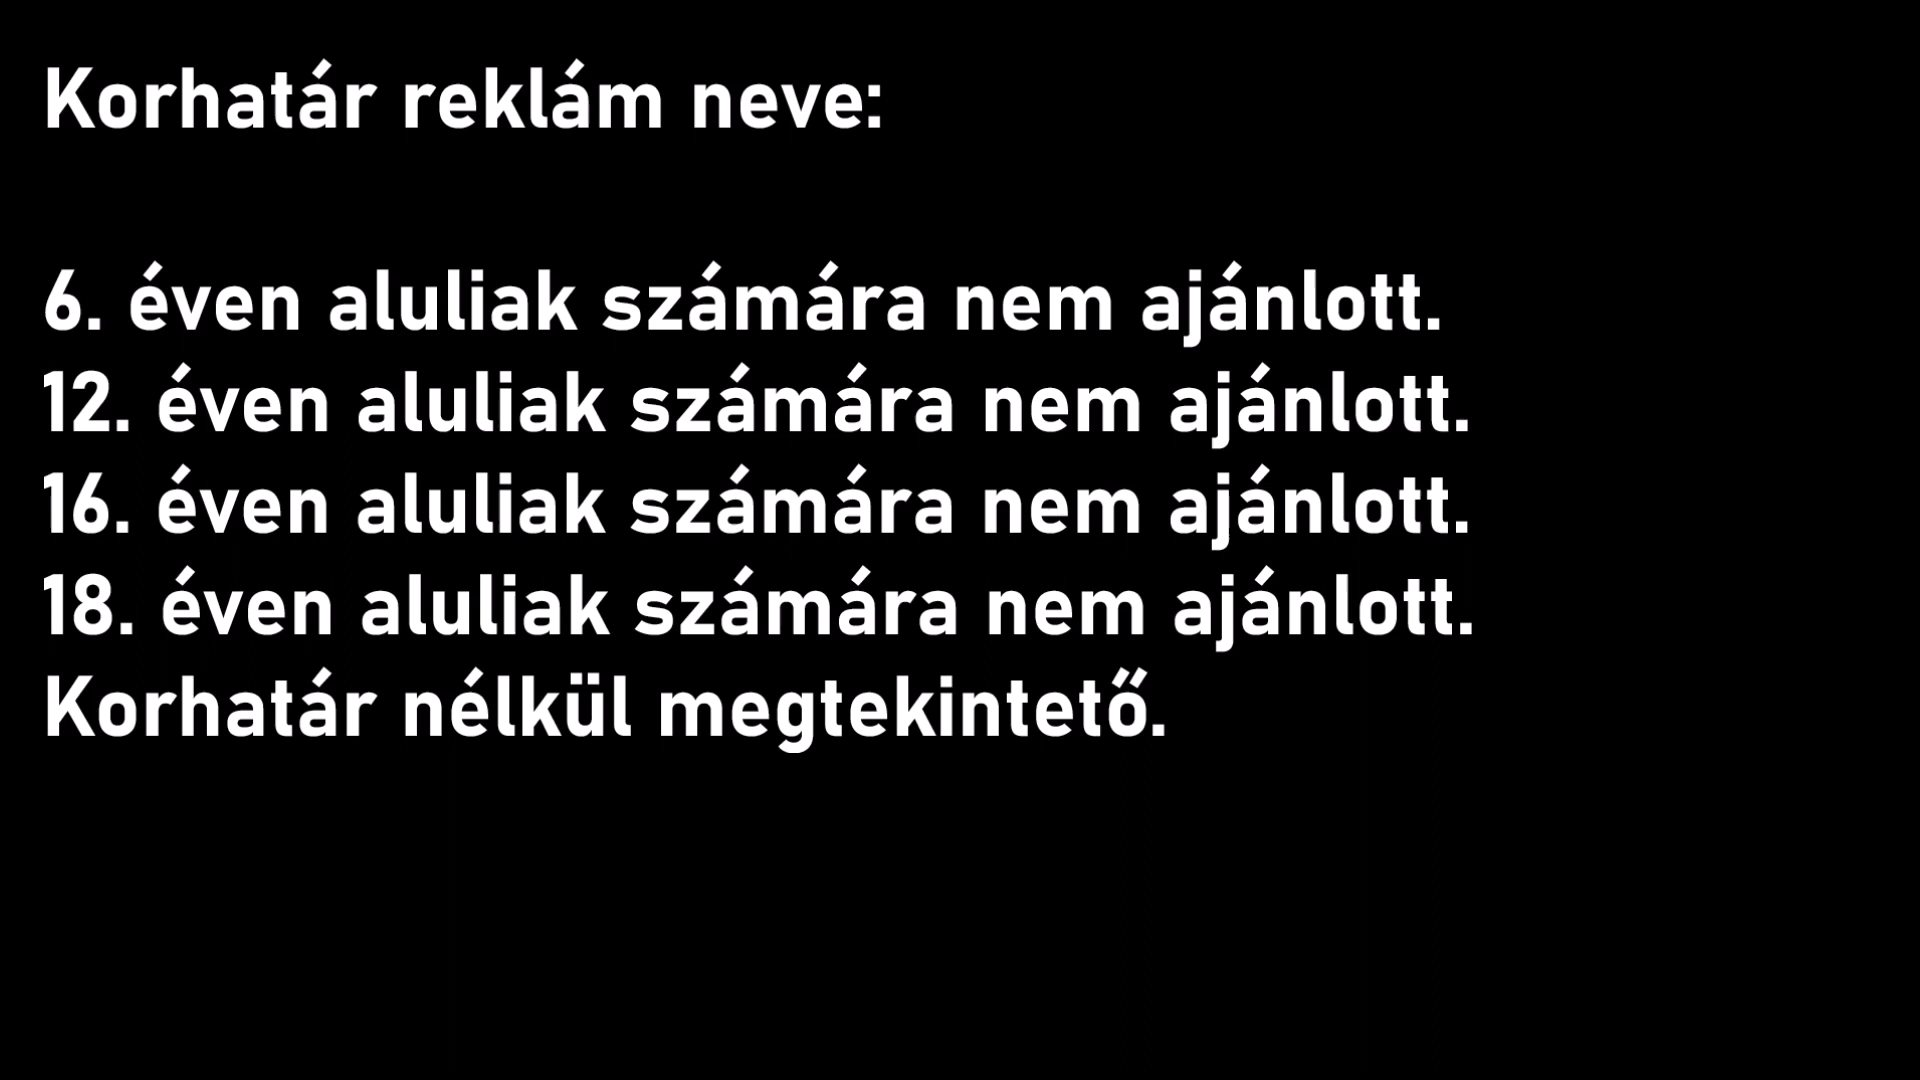 Korhatár reklám neve:
6. éven aluliak számára nem ajánlott.
12. éven aluliak számára nem ajánlott.
16. éven aluliak számára nem ajánlott.
18. éven aluliak számára nem ajánlott.
Korhatár nélkül megtekintető.